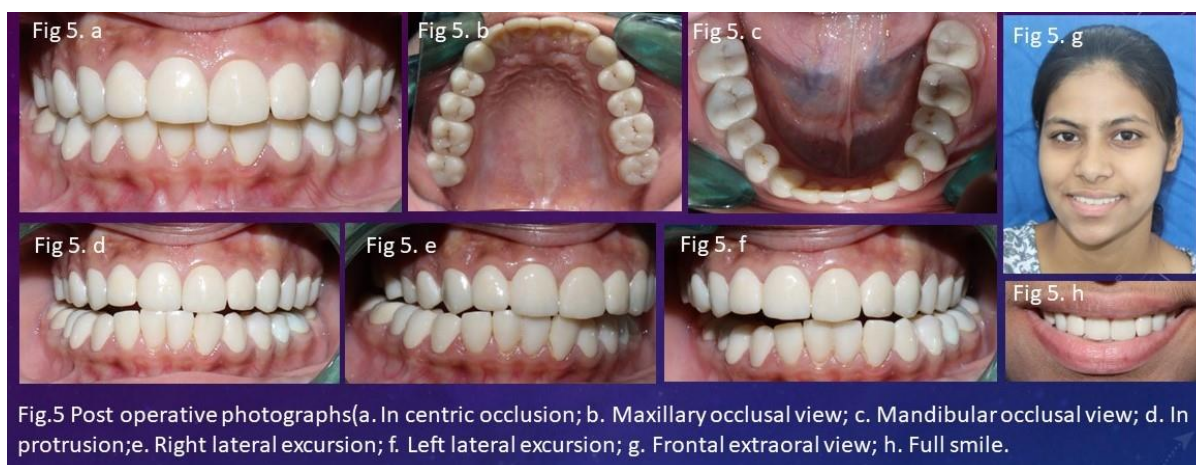 Fig 5. a
Fig 5. b
Fig 5. c
Fig 5. g
Fig 5. d
Fig 5. e
Fig 5. f
Fig 5. h
Fig.5 Post operative photographs(a. In centric occlusion; b. Maxillary occlusal view; c. Mandibular occlusal view; d. In
protrusion;e. Right lateral excursion; f. Left lateral excursion; g. Frontal extraoral view; h. Full smile.